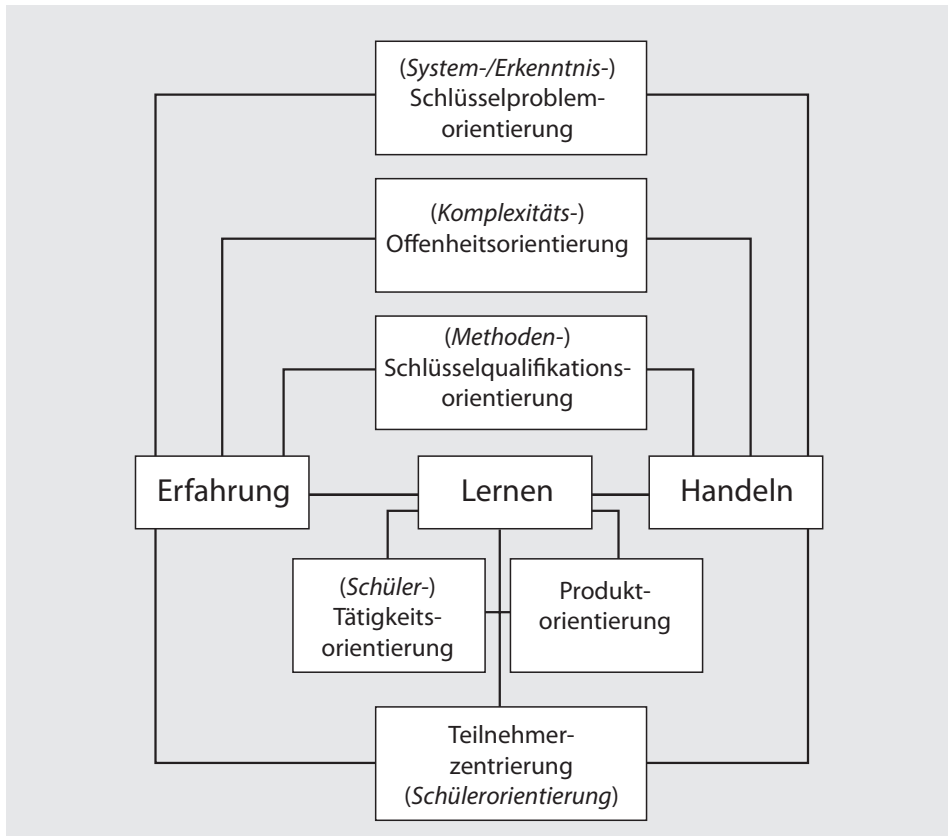 (System-/Erkenntnis-)
Schlüsselproblem-
orientierung
(Komplexitäts-)
Offenheitsorientierung
(Methoden-)
Schlüsselqualifikations-
orientierung
Erfahrung
Lernen
Handeln
(Schüler-)
Tätigkeits-
orientierung
Produkt-
orientierung
Teilnehmer-
zentrierung
(Schülerorientierung)